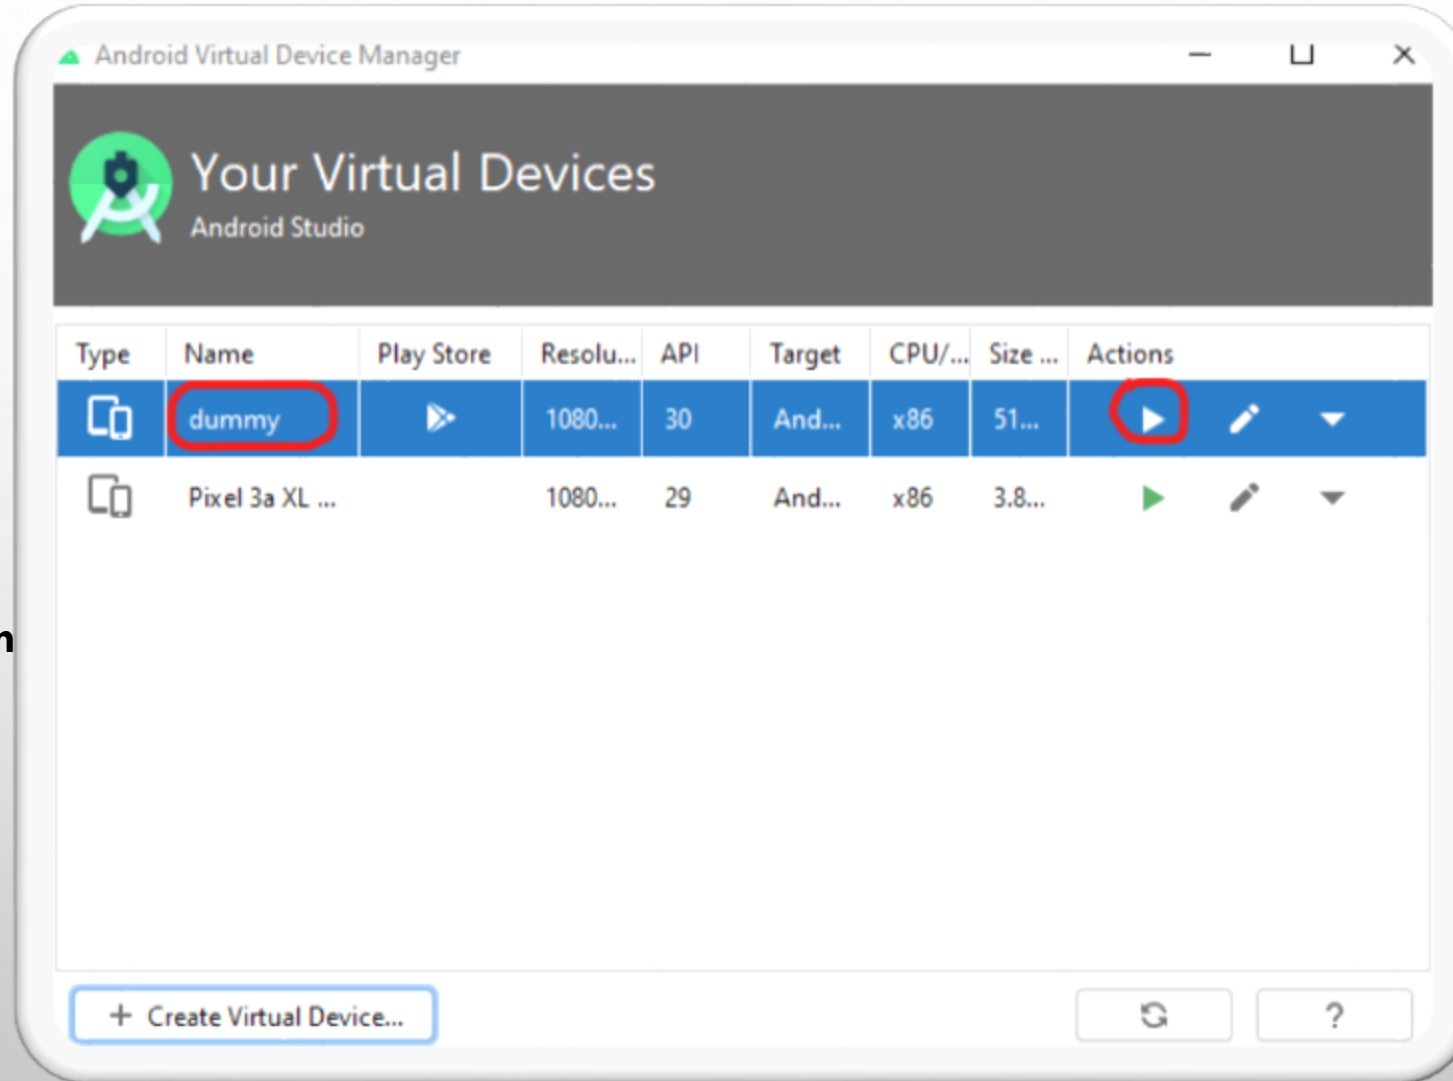 Android Virtual Device Manager
Your Virtual Devices
Android Studio
Type Name Play Store Resolu... API Target CPU/... Size ... Actions
dummy 1080... 30 And... x86 51...
Pixel 3a XL ... 1080... 29 And... x86 3.8...
n
+ Create Virtual Device... ?